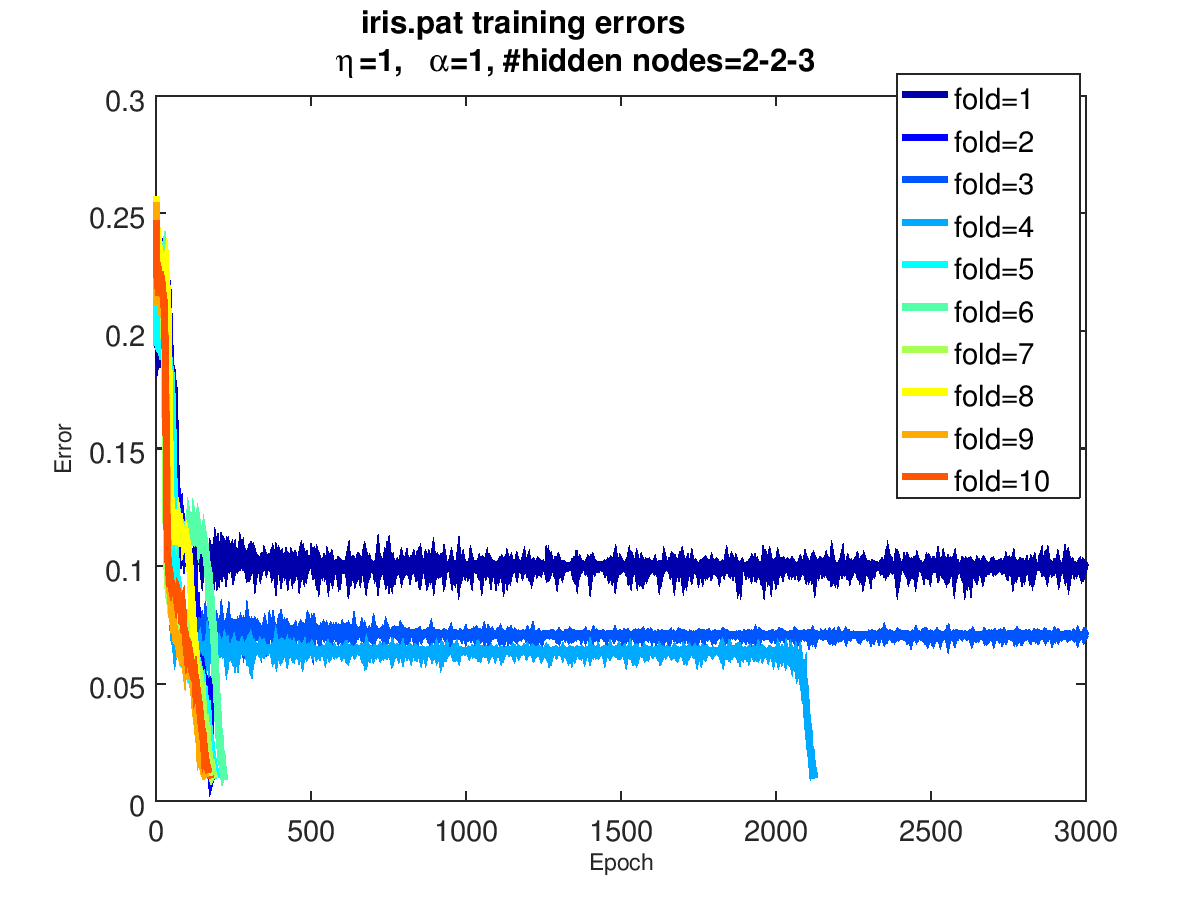 iris.pat training errors
η=1, α=1, #hidden nodes=2-2-3
fold=1
fold=2
fold=3
fold=4
fold=5
fold=6
fold=7
fold=8
fold=9
fold=10
0.3
0.25
0.2
0.15
0.1
0.05
0
Error
0 500 1000 1500 2000 2500 3000
Epoch